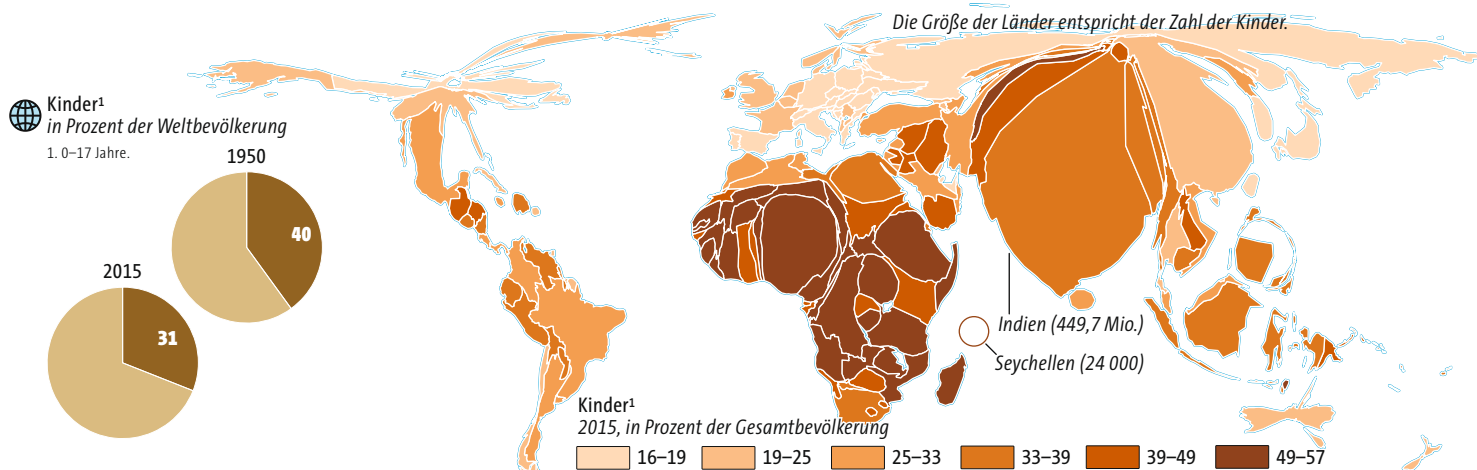 Die Größe der Länder entspricht der Zahl der Kinder.
Kinder¹
in Prozent der Weltbevölkerung
1. 0–17 Jahre.
1950
40
2015
31
Indien (449,7 Mio.)
Seychellen (24 000)
Kinder¹
2015, in Prozent der Gesamtbevölkerung
16–19 19–25 25–33 33–39 39–49 49–57